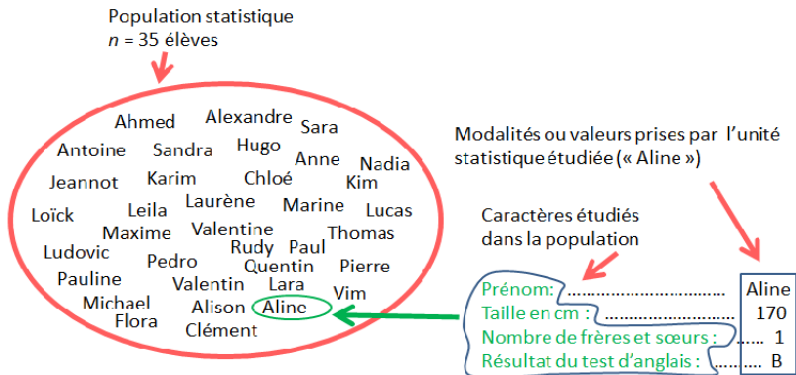 Population statistique
n = 35 élèves
Ahmed Alexandre Sara
Antoine Sandra Hugo Anne Nadia
Jeannot Karim Chloé Kim
Loïck Leila Laurène Marine Lucas
Maxime Valentine Thomas
Ludovic Pedro Rudy Paul
Pauline Quentin Pierre
Valentin Lara Vim
Michael Alison Aline
Flora Clément
Modalités ou valeurs prises par l’unité
statistique étudiée (« Aline »)
Caractères étudiés
dans la population
Prénom: ................................ Aline
Taille en cm : ......................... 170
Nombre de frères et sœurs : ...... 1
Résultat du test d’anglais : .......... B